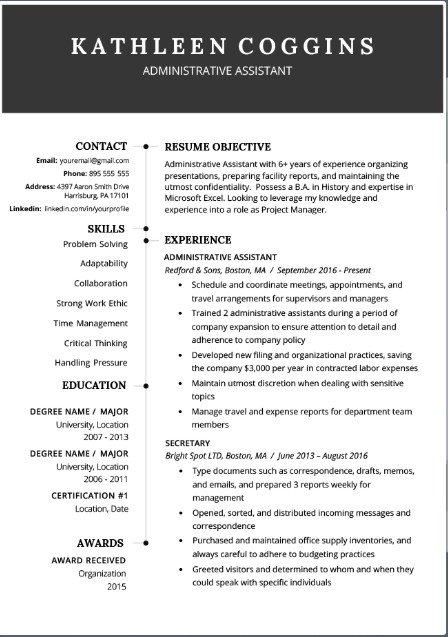 KATHLEEN COGGINS
ADMINISTRATIVE ASSISTANT
CONTACT
Email: youremail@gmail.com
Phone: 895 555 555
Address: 4397 Aaron Smith Drive
Harrisburg, PA 17101
Linkedin: linkedin.com/in/yourprofile
SKILLS
Problem Solving
Adaptability
Collaboration
Strong Work Ethic
Time Management
Critical Thinking
Handling Pressure
EDUCATION
DEGREE NAME / MAJOR
University, Location
2007 - 2013
DEGREE NAME / MAJOR
University, Location
2006 - 2011
CERTIFICATION #1
Location, Date
AWARDS
AWARD RECEIVED
Organization
2015
RESUME OBJECTIVE
Administrative Assistant with 6+ years of experience organizing
presentations, preparing facility reports, and maintaining the
utmost confidentiality. Possess a B.A. in History and expertise in
Microsoft Excel. Looking to leverage my knowledge and
experience into a role as Project Manager.
EXPERIENCE
ADMINISTRATIVE ASSISTANT
Redford & Sons, Boston, MA / September 2016 - Present
• Schedule and coordinate meetings, appointments, and
travel arrangements for supervisors and managers
• Trained 2 administrative assistants during a period of
company expansion to ensure attention to detail and
adherence to company policy
• Developed new filing and organizational practices, saving
the company $3,000 per year in contracted labor expenses
• Maintain utmost discretion when dealing with sensitive
topics
• Manage travel and expense reports for department team
members
SECRETARY
Bright Spot LTD, Boston, MA / June 2013 – August 2016
• Type documents such as correspondence, drafts, memos,
and emails, and prepared 3 reports weekly for
management
• Opened, sorted, and distributed incoming messages and
correspondence
• Purchased and maintained office supply inventories, and
always careful to adhere to budgeting practices
• Greeted visitors and determined to whom and when they
could speak with specific individuals